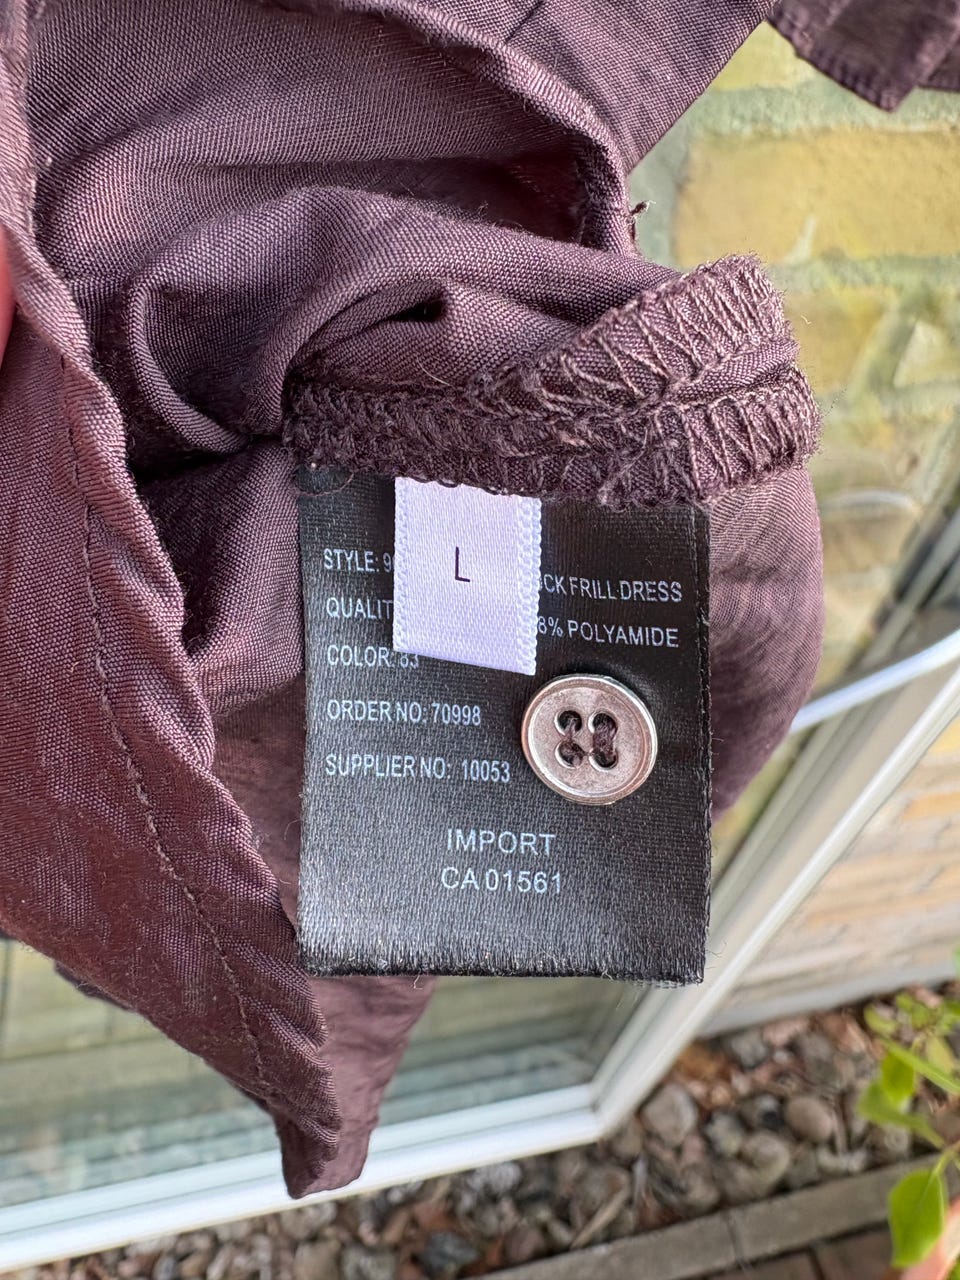 L
STYLE: 9 CK FRILL DRESS
QUALIT 8% POLYAMIDE
COLOR: 83
ORDER NO: 70998
SUPPLIER NO: 10053
IMPORT
CA 01561